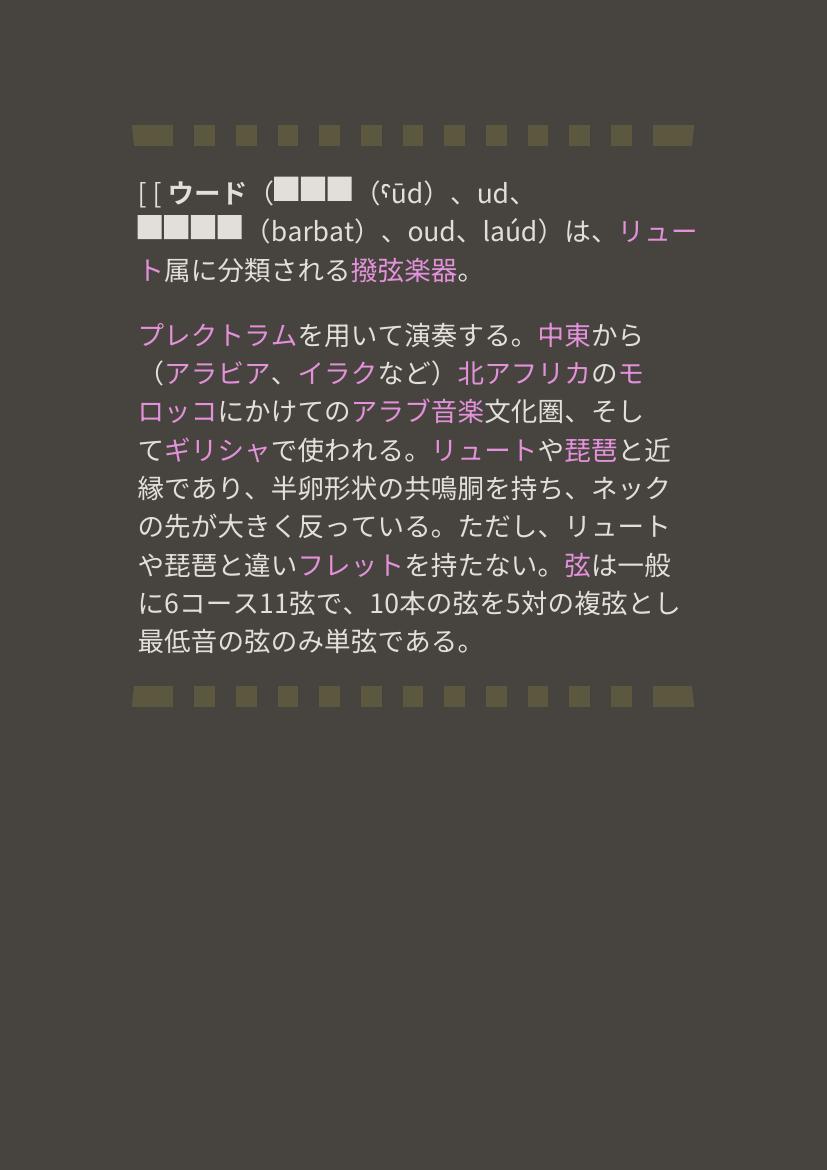 [ [ ウード（■■■（ʕūd）、ud、
■■■■（barbat）、oud、laúd）は、リュー
ト属に分類される撥弦楽器。
プレクトラムを用いて演奏する。中東から
（アラビア、イラクなど）北アフリカのモ
ロッコにかけてのアラブ音楽文化圏、そし
てギリシャで使われる。リュートや琵琶と近
縁であり、半卵形状の共鳴胴を持ち、ネック
の先が大きく反っている。ただし、リュート
や琵琶と違いフレットを持たない。弦は一般
に6コース11弦で、10本の弦を5対の複弦とし
最低音の弦のみ単弦である。